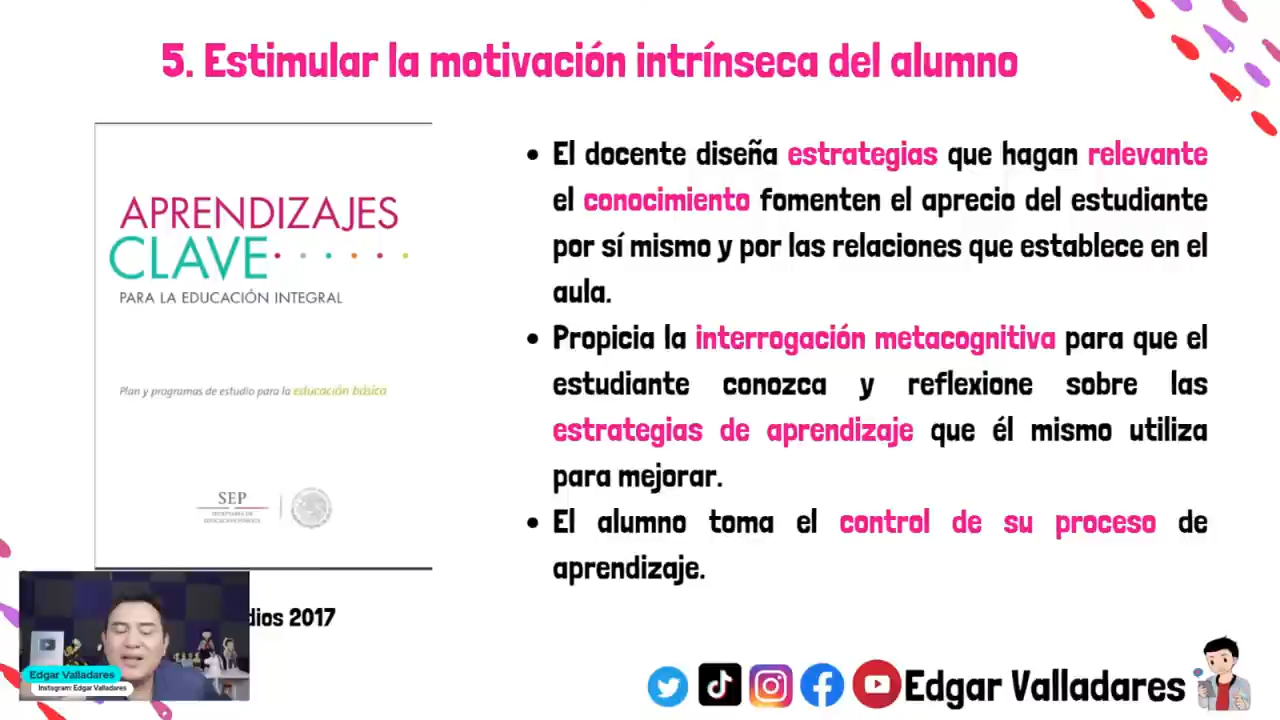 5. Estimular la motivación intrínseca del alumno
APRENDIZAJES
CLAVE
PARA LA EDUCACIÓN INTEGRAL
Plan y programas de estudio para la educación básica
SEP
SECRETARÍA DE
EDUCACIÓN PÚBLICA
dios 2017
• El docente diseña estrategias que hagan relevante
el conocimiento fomenten el aprecio del estudiante
por sí mismo y por las relaciones que establece en el
aula.
• Propicia la interrogación metacognitiva para que el
estudiante conozca y reflexione sobre las
estrategias de aprendizaje que él mismo utiliza
para mejorar.
• El alumno toma el control de su proceso de
aprendizaje.
Edgar Valladares
Instagram: Edgar Valladares
Edgar Valladares